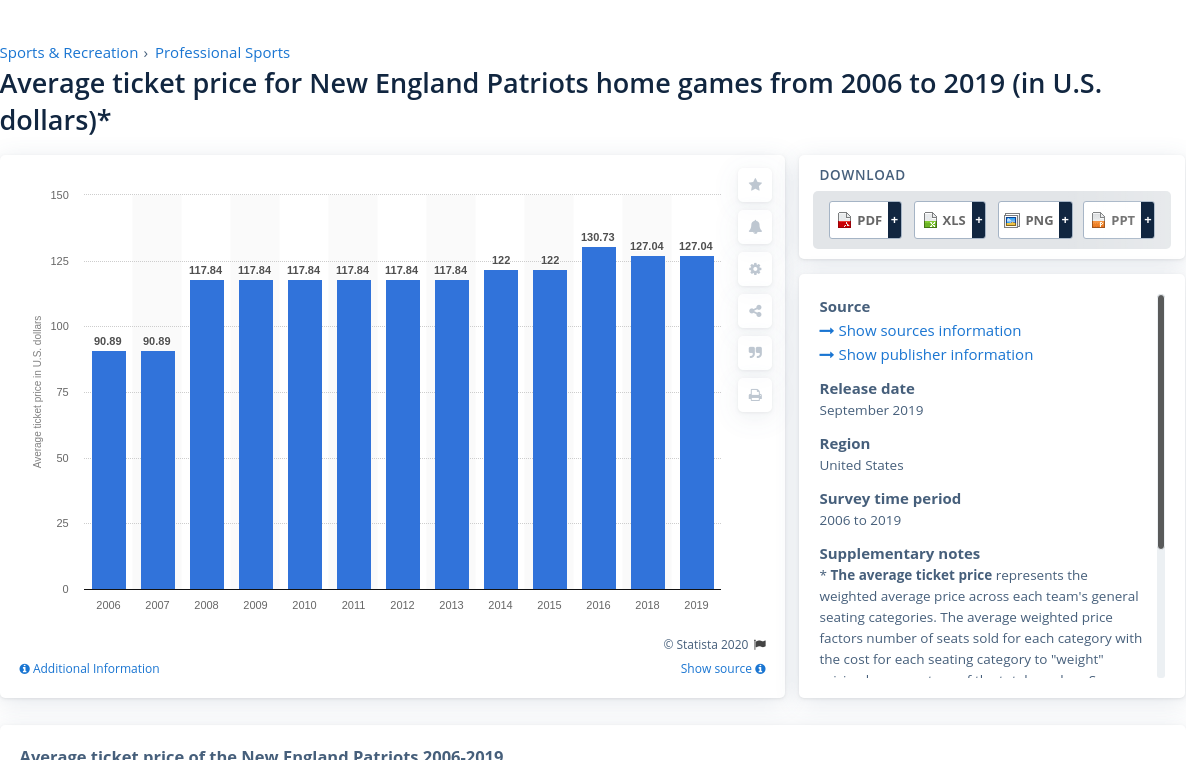 Sports & Recreation › Professional Sports
Average ticket price for New England Patriots home games from 2006 to 2019 (in U.S.
dollars)*
150
125
100
75
50
25
0
Average ticket price in U.S. dollars
90.89
90.89
117.84
117.84
117.84
117.84
117.84
117.84
122
122
130.73
127.04
127.04
2006
2007
2008
2009
2010
2011
2012
2013
2014
2015
2016
2018
2019
© Statista 2020
Additional Information
Show source
DOWNLOAD
PDF +
XLS +
PNG +
PPT +
Source
Show sources information
Show publisher information
Release date
September 2019
Region
United States
Survey time period
2006 to 2019
Supplementary notes
* The average ticket price represents the
weighted average price across each team's general
seating categories. The average weighted price
factors number of seats sold for each category with
the cost for each seating category to "weight"
Average ticket price of the New England Patriots 2006-2019